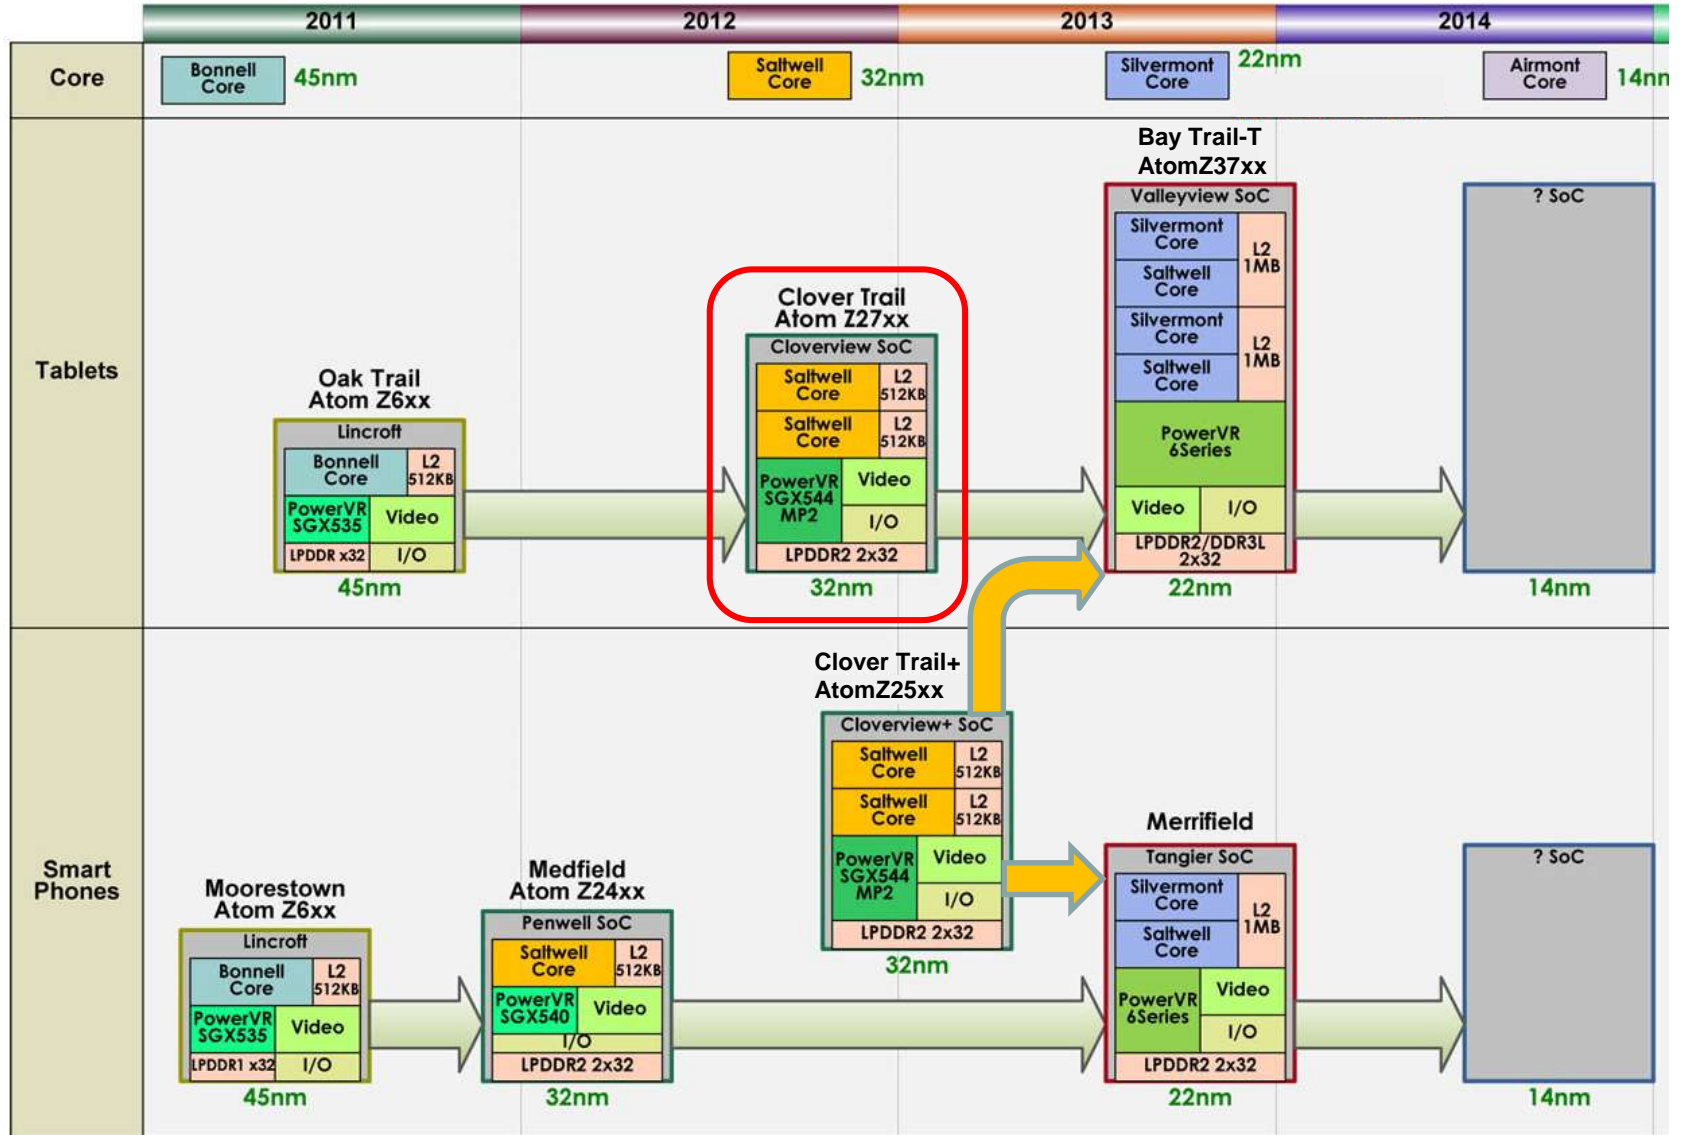 2011
2012
2013
2014
Core
Bonnell
Core
45nm
Saltwell
Core
32nm
Silvermont
Core
22nm
Airmont
Core
14nm
Tablets
Oak Trail
Atom Z6xx
Lincroft
Bonnell
Core
L2
512KB
PowerVR
SGX535
Video
LPDDR x32
I/O
45nm
Clover Trail
Atom Z27xx
Cloverview SoC
Saltwell
Core
L2
512KB
Saltwell
Core
L2
512KB
PowerVR
SGX544
MP2
Video
I/O
LPDDR2 2x32
32nm
Bay Trail-T
AtomZ37xx
Valleyview SoC
Silvermont
Core
Saltwell
Core
L2
1MB
Silvermont
Core
Saltwell
Core
L2
1MB
PowerVR
6Series
Video
I/O
LPDDR2/DDR3L
2x32
22nm
? SoC
14nm
Smart
Phones
Moorestown
Atom Z6xx
Lincroft
Bonnell
Core
L2
512KB
PowerVR
SGX535
Video
LPDDR1 x32
I/O
45nm
Medfield
Atom Z24xx
Penwell SoC
Saltwell
Core
L2
512KB
PowerVR
SGX540
Video
I/O
LPDDR2 2x32
32nm
Clover Trail+
AtomZ25xx
Cloverview+ SoC
Saltwell
Core
L2
512KB
Saltwell
Core
L2
512KB
PowerVR
SGX544
MP2
Video
I/O
LPDDR2 2x32
32nm
Merrifield
Tangier SoC
Silvermont
Core
Saltwell
Core
L2
1MB
PowerVR
6Series
Video
I/O
LPDDR2 2x32
22nm
? SoC
14nm